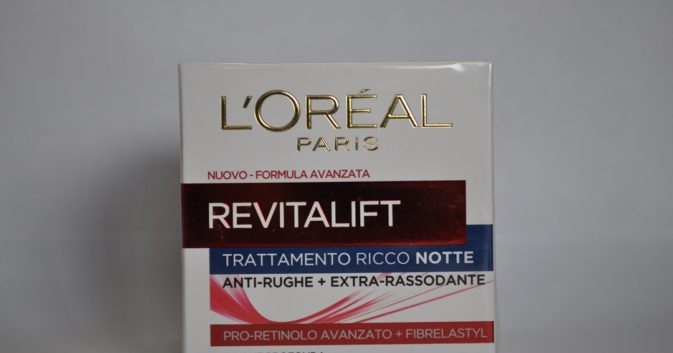 L'ORÉAL
PARIS
NUOVO - FORMULA AVANZATA
REVITALIFT
TRATTAMENTO RICCO NOTTE
ANTI-RUGHE + EXTRA-RASSODANTE
PRO-RETINOLO AVANZATO + FIBRELASTYL